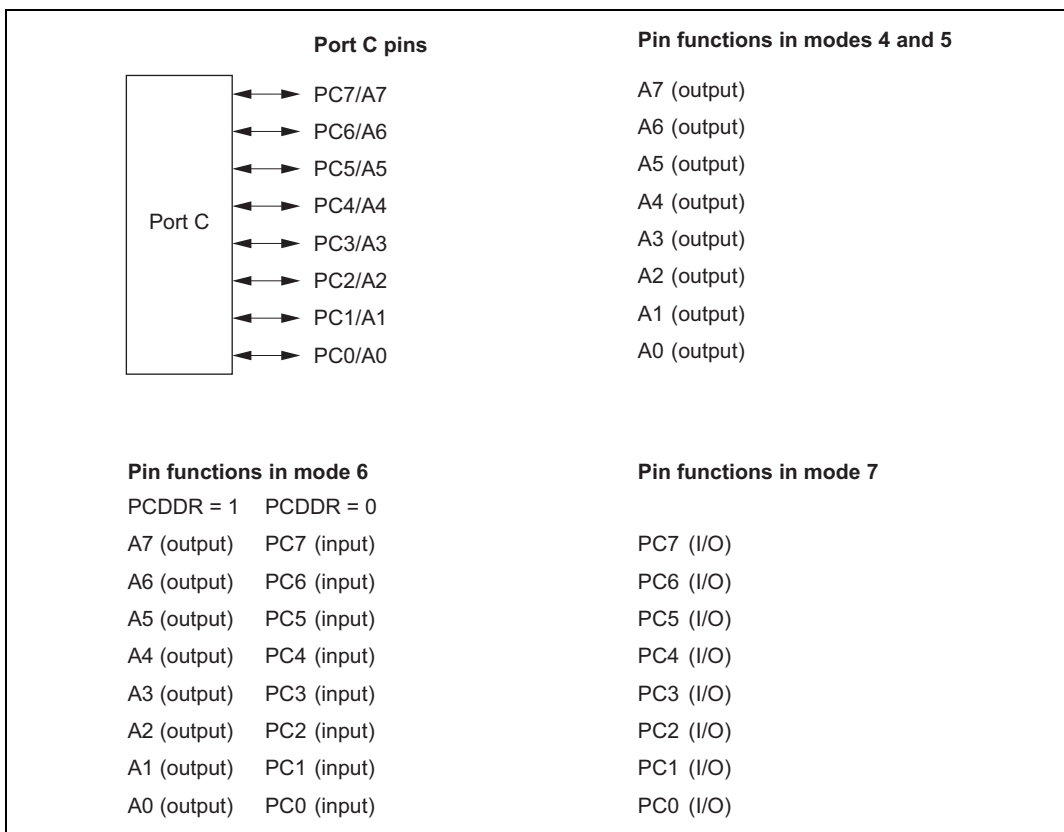 Port C pins
Port C
PC7/A7
PC6/A6
PC5/A5
PC4/A4
PC3/A3
PC2/A2
PC1/A1
PC0/A0
Pin functions in modes 4 and 5
A7 (output)
A6 (output)
A5 (output)
A4 (output)
A3 (output)
A2 (output)
A1 (output)
A0 (output)
Pin functions in mode 6
PCDDR = 1 PCDDR = 0
A7 (output) PC7 (input)
A6 (output) PC6 (input)
A5 (output) PC5 (input)
A4 (output) PC4 (input)
A3 (output) PC3 (input)
A2 (output) PC2 (input)
A1 (output) PC1 (input)
A0 (output) PC0 (input)
Pin functions in mode 7
PC7 (I/O)
PC6 (I/O)
PC5 (I/O)
PC4 (I/O)
PC3 (I/O)
PC2 (I/O)
PC1 (I/O)
PC0 (I/O)